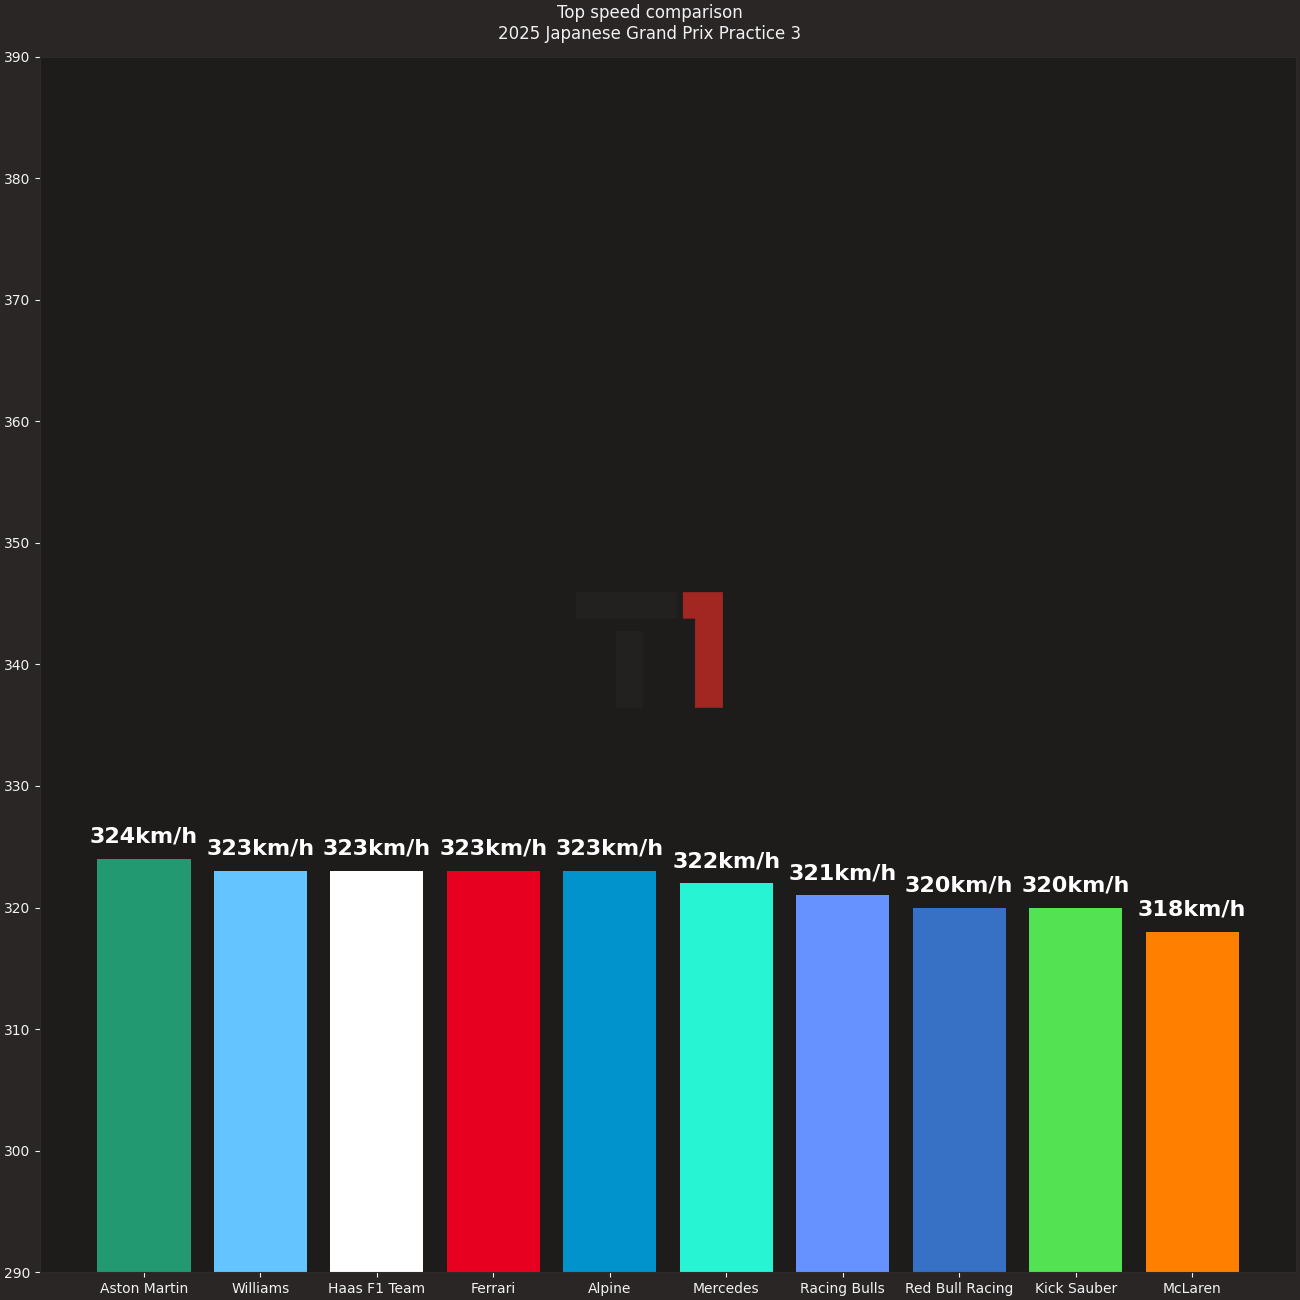 Top speed comparison
2025 Japanese Grand Prix Practice 3
390
380
370
360
350
340
330
320
310
300
290
324km/h
323km/h
323km/h
323km/h
323km/h
322km/h
321km/h
320km/h
320km/h
318km/h
Aston Martin
Williams
Haas F1 Team
Ferrari
Alpine
Mercedes
Racing Bulls
Red Bull Racing
Kick Sauber
McLaren